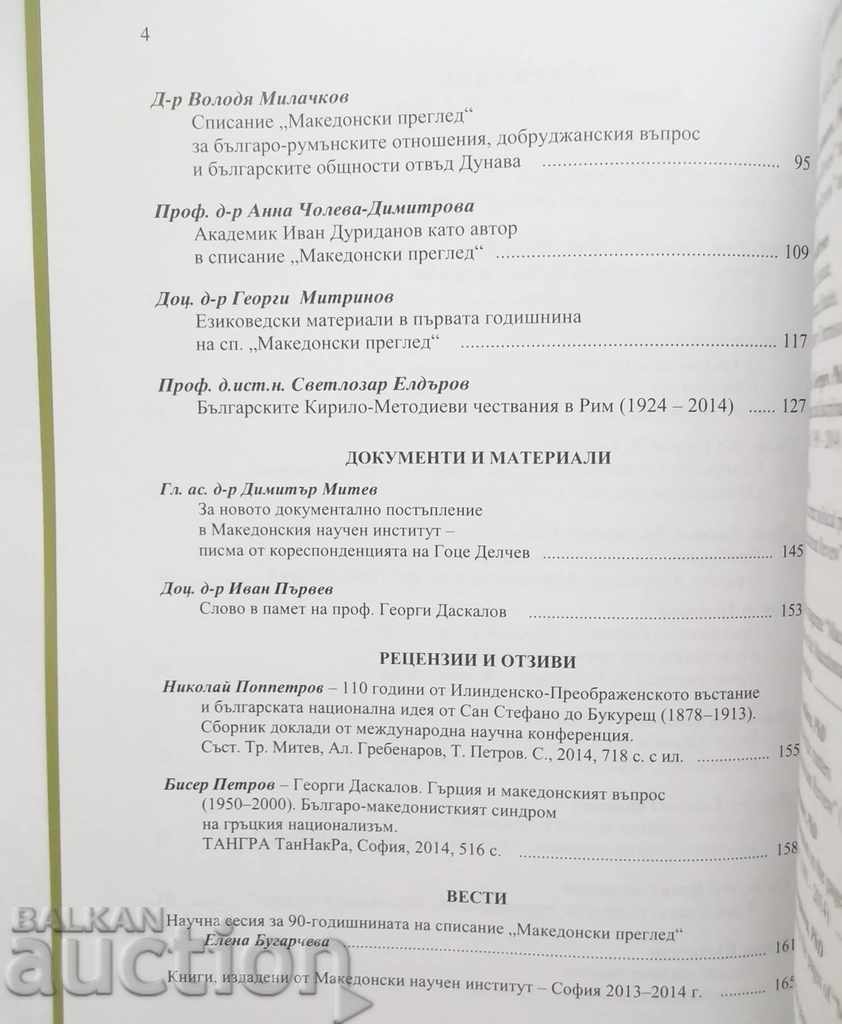 4
Д-р Володя Милачков
Списание „Македонски преглед“
за българо-румънските отношения, добруджанския въпрос
и българските общности отвъд Дунава ........ 95
Проф. д-р Анна Чолева-Димитрова
Академик Иван Дуриданов като автор
в списание „Македонски преглед“ ........ 109
Доц. д-р Георги Митринов
Езиковедски материали в първата годишнина
на сп. „Македонски преглед“ ........ 117
Проф. д.ист.н. Светлозар Елдъров
Българските Кирило-Методиеви чествания в Рим (1924 – 2014) ...... 127
ДОКУМЕНТИ И МАТЕРИАЛИ
Гл. ас. д-р Димитър Митев
За новото документално постъпление
в Македонския научен институт –
писма от кореспонденцията на Гоце Делчев ........ 145
Доц. д-р Иван Първев
Слово в памет на проф. Георги Даскалов ........ 153
РЕЦЕНЗИИ И ОТЗИВИ
Николай Поппетров – 110 години от Илинденско-Преображенското въстание
и българската национална идея от Сан Стефано до Букурещ (1878–1913).
Сборник доклади от международна научна конференция.
Съст. Тр. Митев, Ал. Гребенаров, Т. Петров. С., 2014, 718 с. с ил. ........ 155
Бисер Петров – Георги Даскалов. Гърция и македонският въпрос
(1950–2000). Българо-македонисткият синдром
на гръцкия национализъм.
ТАНГРА ТанНакРа, София, 2014, 516 с. ........ 158
ВЕСТИ
Научна сесия за 90-годишнината на списание „Македонски преглед“
Елена Бугарчева ........ 161
Книги, издадени от Македонски научен институт – София 2013–2014 г. ........ 165
BALKAN
auction